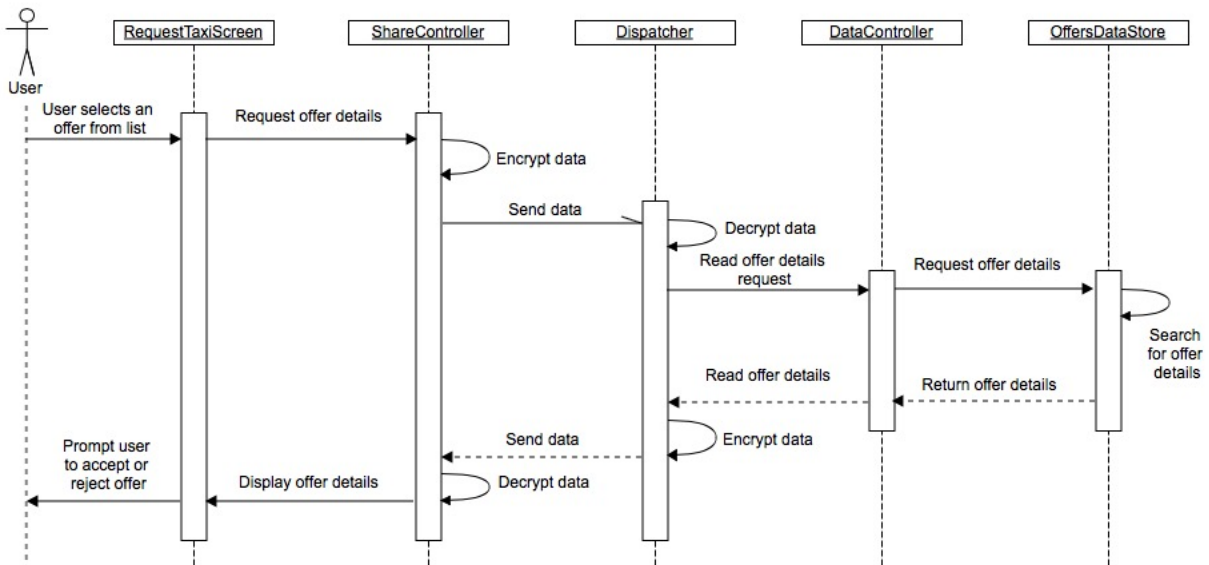 RequestTaxiScreen
ShareController
Dispatcher
DataController
OffersDataStore
User
User selects an
offer from list
Request offer details
Encrypt data
Send data
Decrypt data
Read offer details
request
Request offer details
Search
for offer
details
Read offer details
Return offer details
Encrypt data
Send data
Prompt user
to accept or
reject offer
Display offer details
Decrypt data